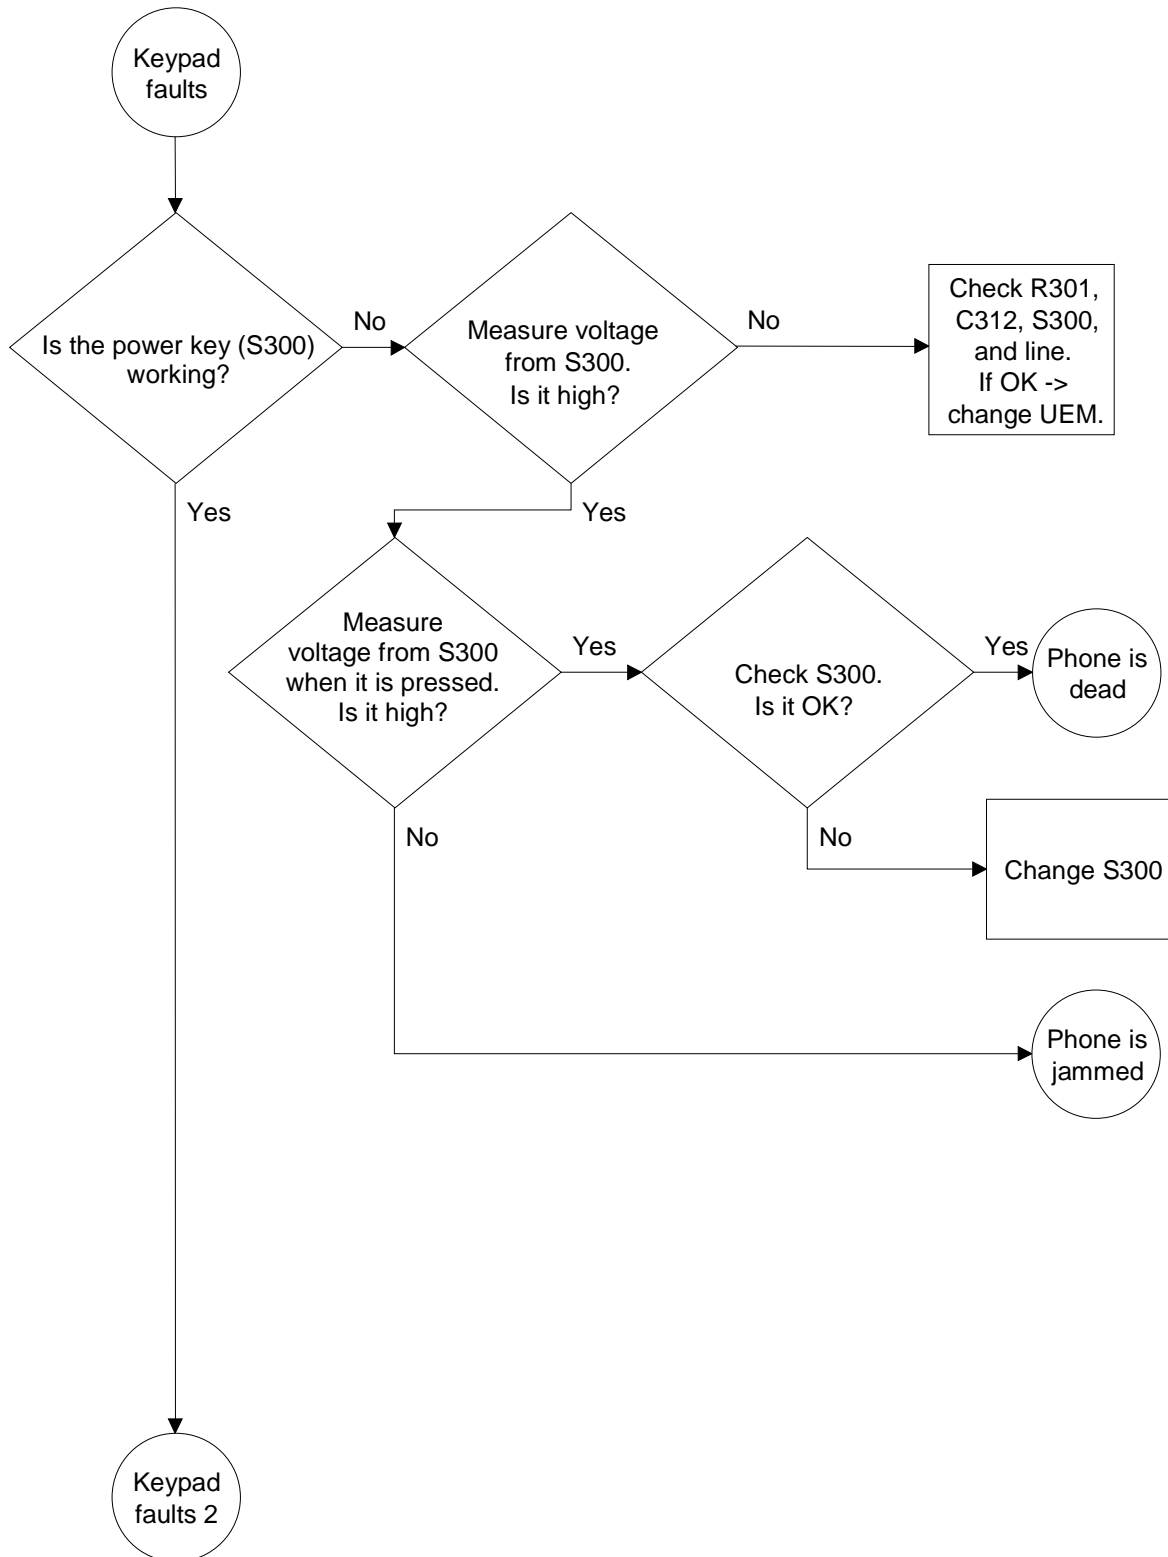 Keypad
faults
Is the power key (S300)
working?
No
Measure voltage
from S300.
Is it high?
No
Check R301,
C312, S300,
and line.
If OK ->
change UEM.
Yes
Yes
Measure
voltage from S300
when it is pressed.
Is it high?
Yes
Check S300.
Is it OK?
Yes
Phone is
dead
No
No
Change S300
Phone is
jammed
Keypad
faults 2